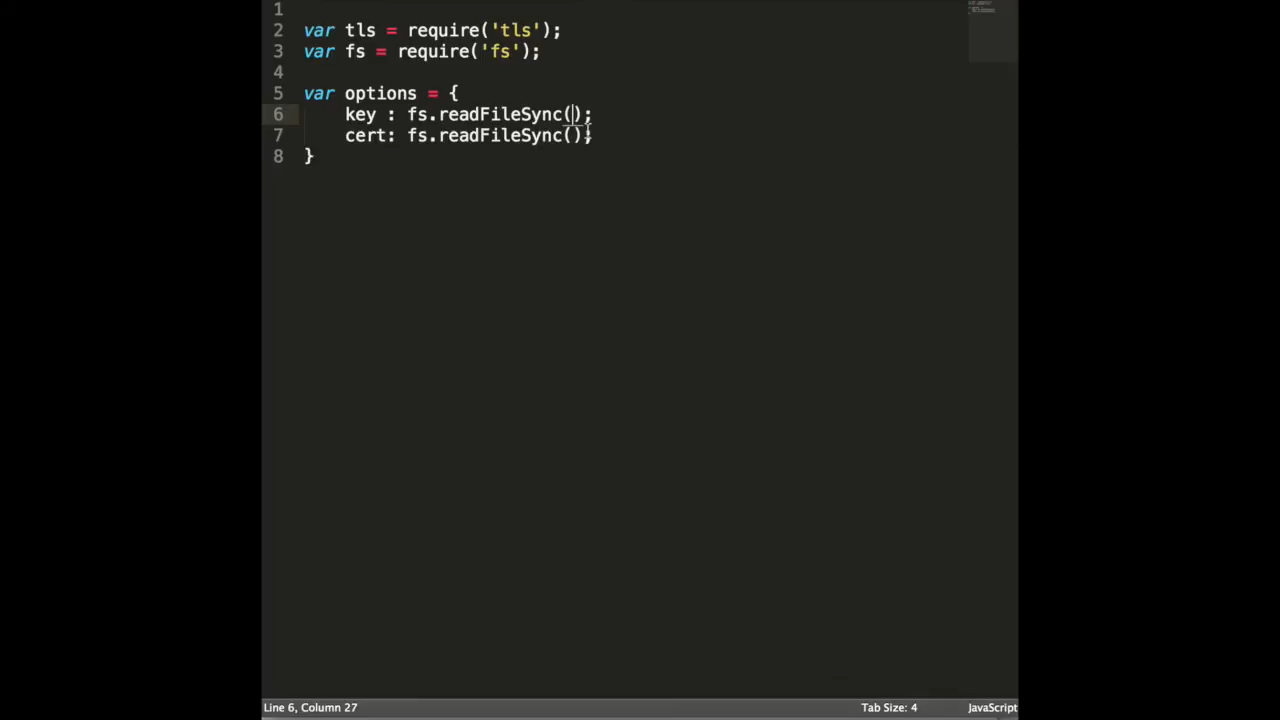 1
2 var tls = require('tls');
3 var fs = require('fs');
4
5 var options = {
6 key : fs.readFileSync();
7 cert: fs.readFileSync();
8 }
Line 6, Column 27 Tab Size: 4 JavaScript